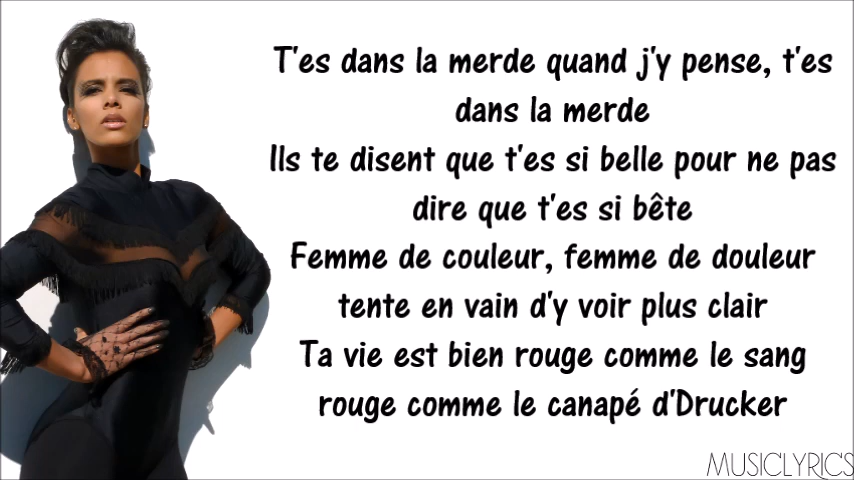 T'es dans la merde quand j'y pense, t'es
dans la merde
Ils te disent que t'es si belle pour ne pas
dire que t'es si bête
Femme de couleur, femme de douleur
tente en vain d'y voir plus clair
Ta vie est bien rouge comme le sang
rouge comme le canapé d'Drucker
MUSICLYRICS